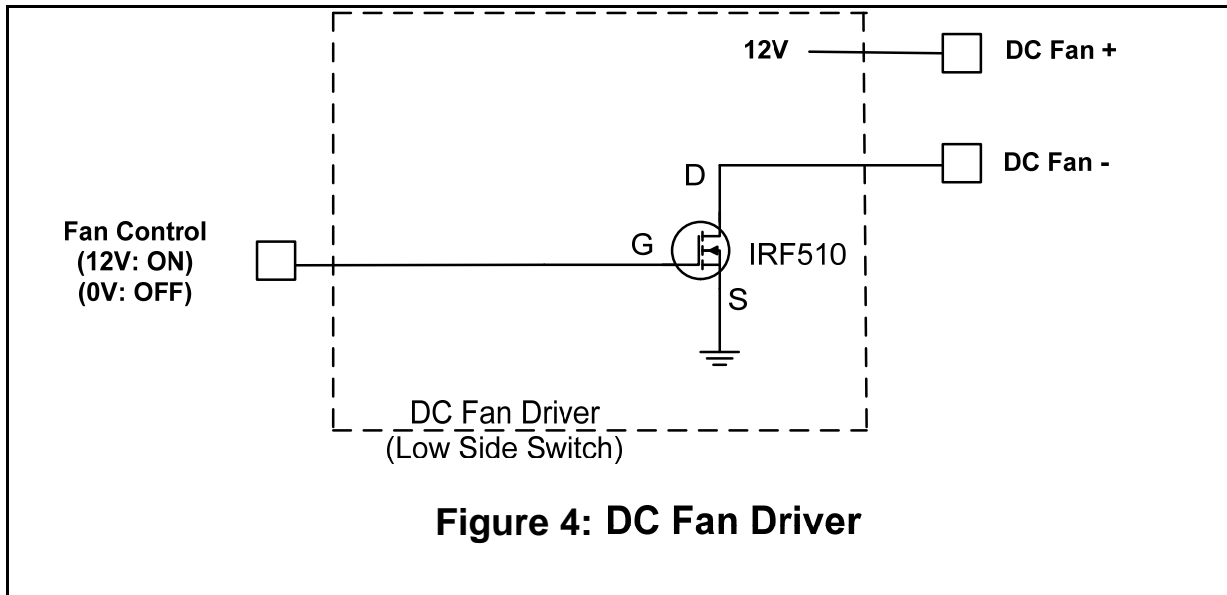 12V
DC Fan +
DC Fan -
D
Fan Control
(12V: ON)
(0V: OFF)
G
IRF510
S
DC Fan Driver
(Low Side Switch)
Figure 4: DC Fan Driver